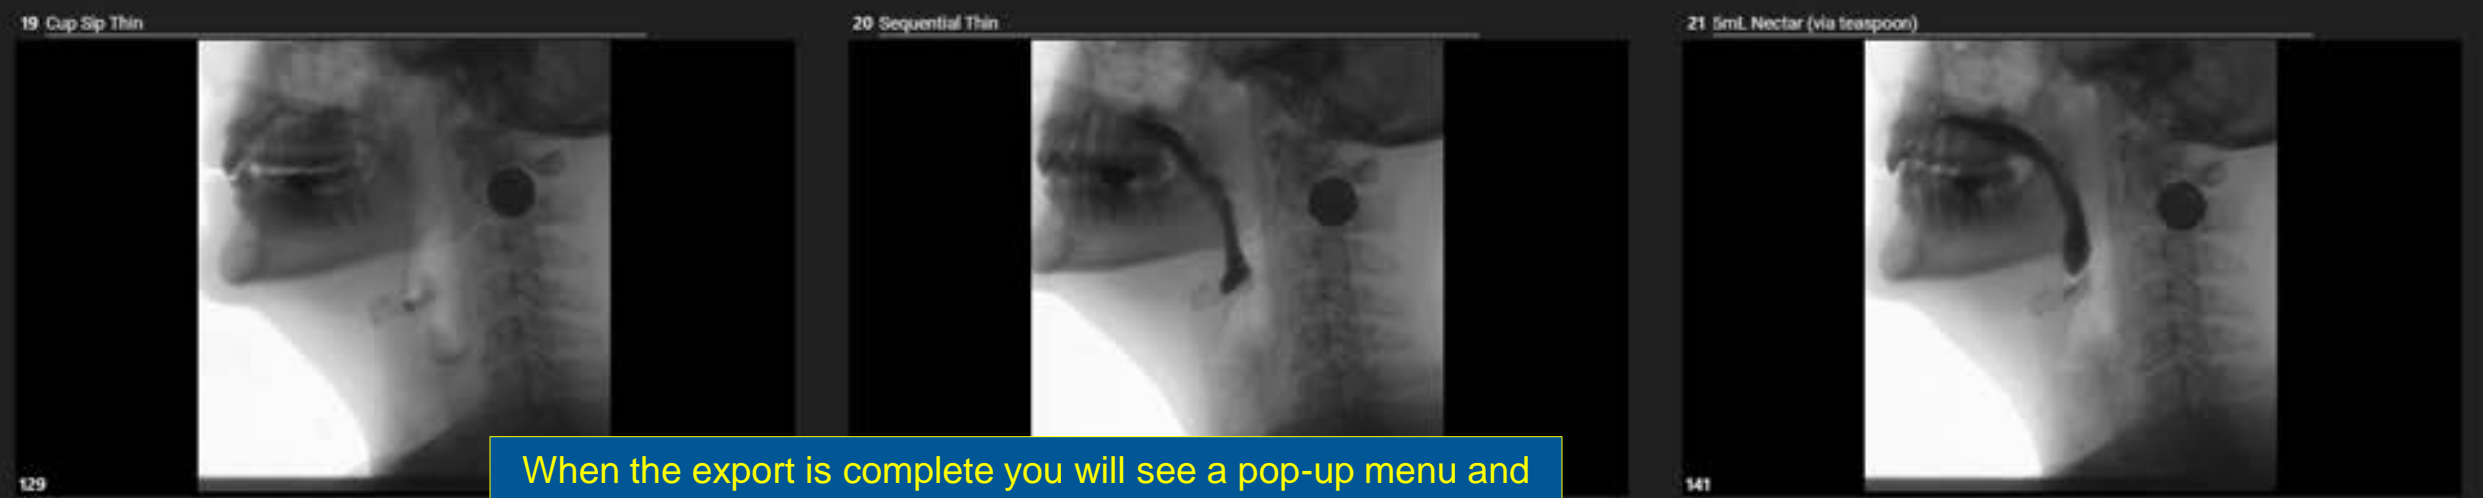 19 Cup Sip Thin
20 Sequential Thin
21 5mL Nectar (via teaspoon)
When the export is complete you will see a pop-up menu and
129
141